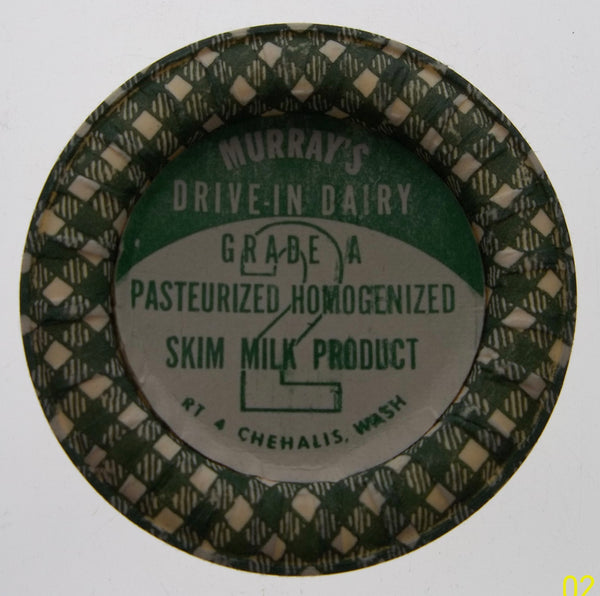 MURRAY'S
DRIVE-IN DAIRY
GRADE A
2
PASTEURIZED HOMOGENIZED
SKIM MILK PRODUCT
RT 4 CHEHALIS, WASH
02